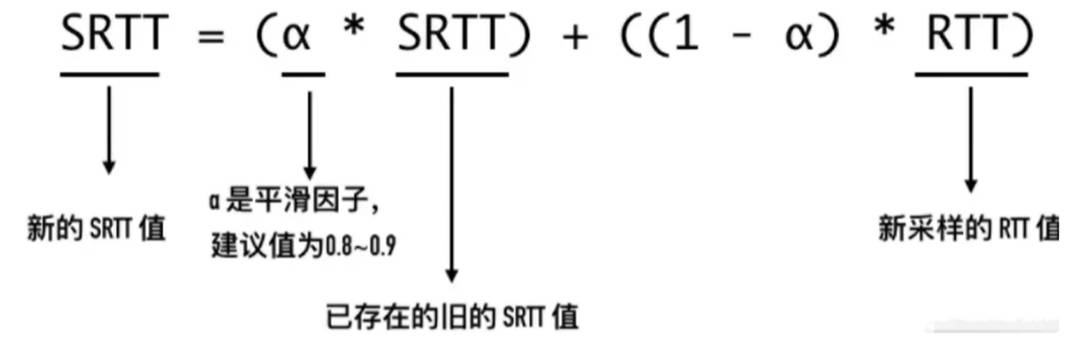 SRTT = (α * SRTT) + ((1 - α) * RTT)
新的 SRTT 值
α 是平滑因子，
建议值为0.8~0.9
已存在的旧的 SRTT 值
新采样的 RTT 值